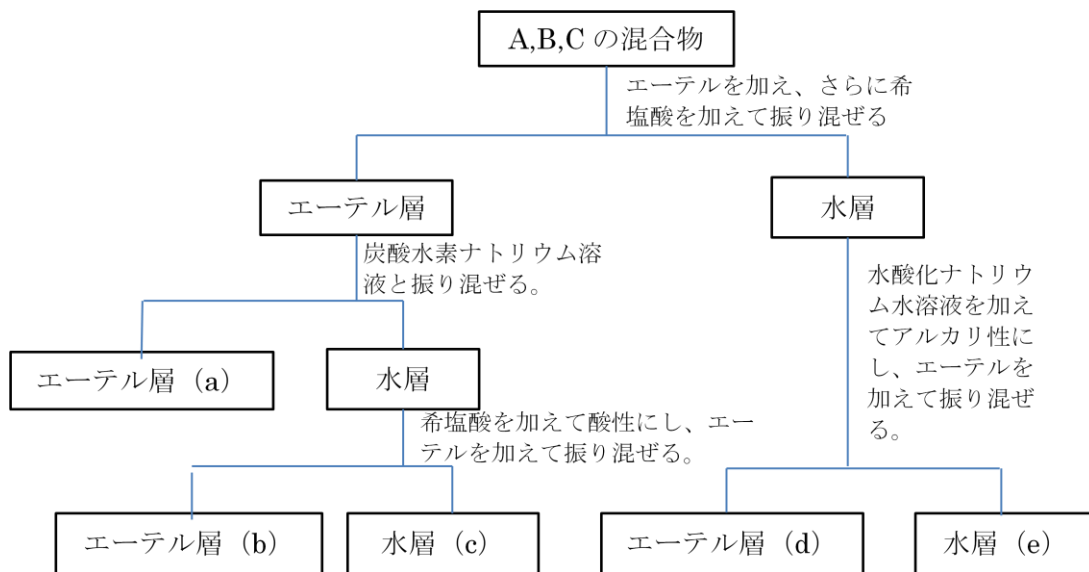 A,B,C の混合物
エーテルを加え、さらに希
塩酸を加えて振り混ぜる
エーテル層
水層
炭酸水素ナトリウム溶
液と振り混ぜる。
水酸化ナトリウ
ム水溶液を加え
てアルカリ性に
し、エーテルを
加えて振り混ぜ
る。
エーテル層（a）
水層
希塩酸を加えて酸性にし、エー
テルを加えて振り混ぜる。
エーテル層（b）
水層（c）
エーテル層（d）
水層（e）